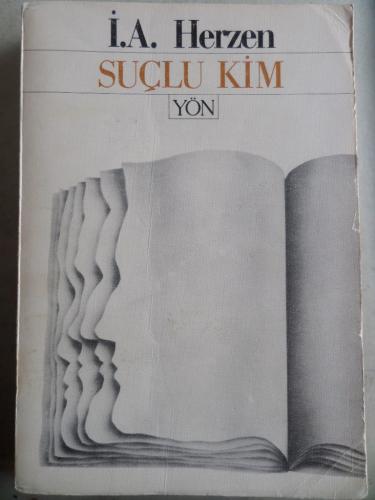 İ.A. Herzen
SUÇLU KİM
YÖN